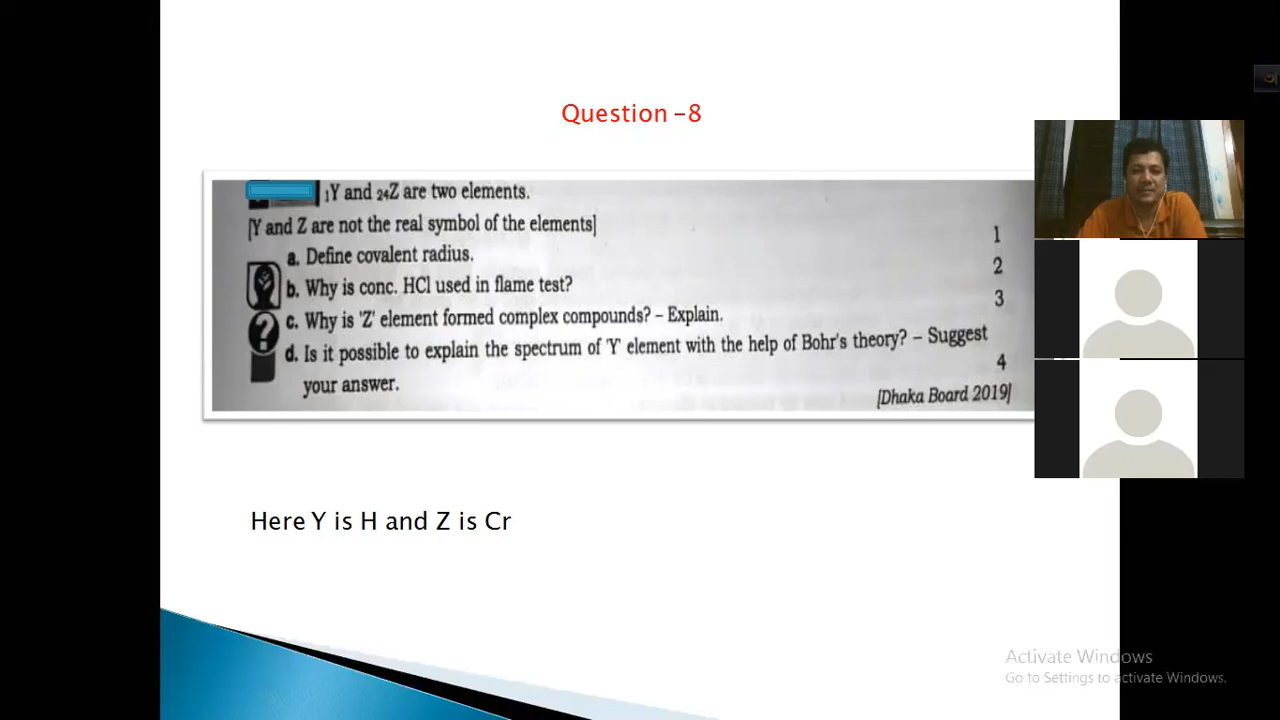 Question -8
₁Y and ₂₄Z are two elements.
[Y and Z are not the real symbol of the elements]
a. Define covalent radius. 1
b. Why is conc. HCl used in flame test? 2
c. Why is 'Z' element formed complex compounds? – Explain. 3
d. Is it possible to explain the spectrum of 'Y' element with the help of Bohr's theory? – Suggest
your answer. 4
[Dhaka Board 2019]
Here Y is H and Z is Cr
Activate Windows
Go to Settings to activate Windows.